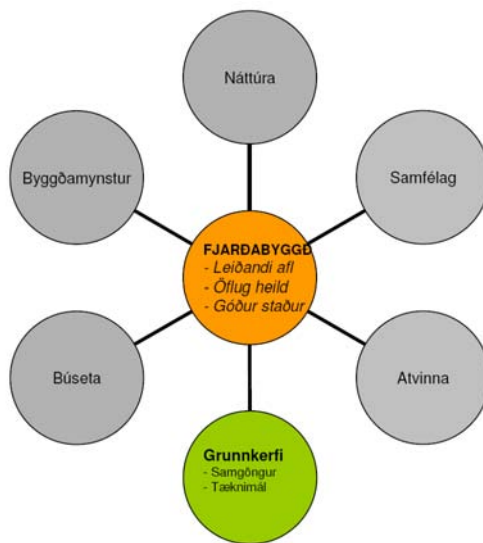 Náttúra
Byggðamynstur
Samfélag
FJARÐABYGGÐ
- Leiðandi afl
- Öflug heild
- Góður staður
Búseta
Atvinna
Grunnkerfi
- Samgöngur
- Tæknimál